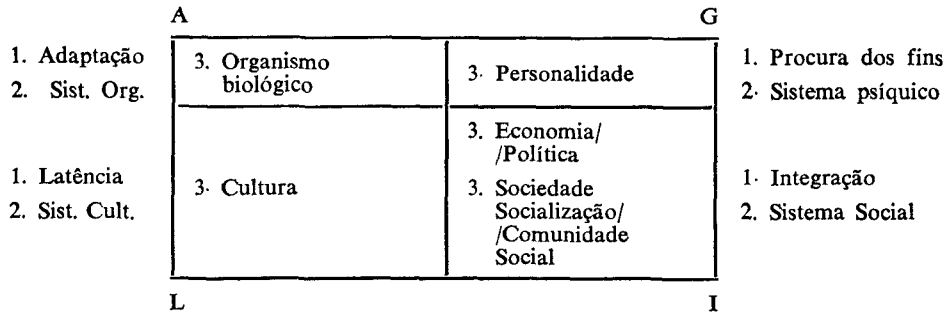 A G
1. Adaptação
2. Sist. Org.
3. Organismo
biológico
3. Personalidade
1. Procura dos fins
2. Sistema psíquico
1. Latência
2. Sist. Cult.
3. Cultura
3. Economia/
/Política
3. Sociedade
Socialização/
/Comunidade
Social
1. Integração
2. Sistema Social
L I